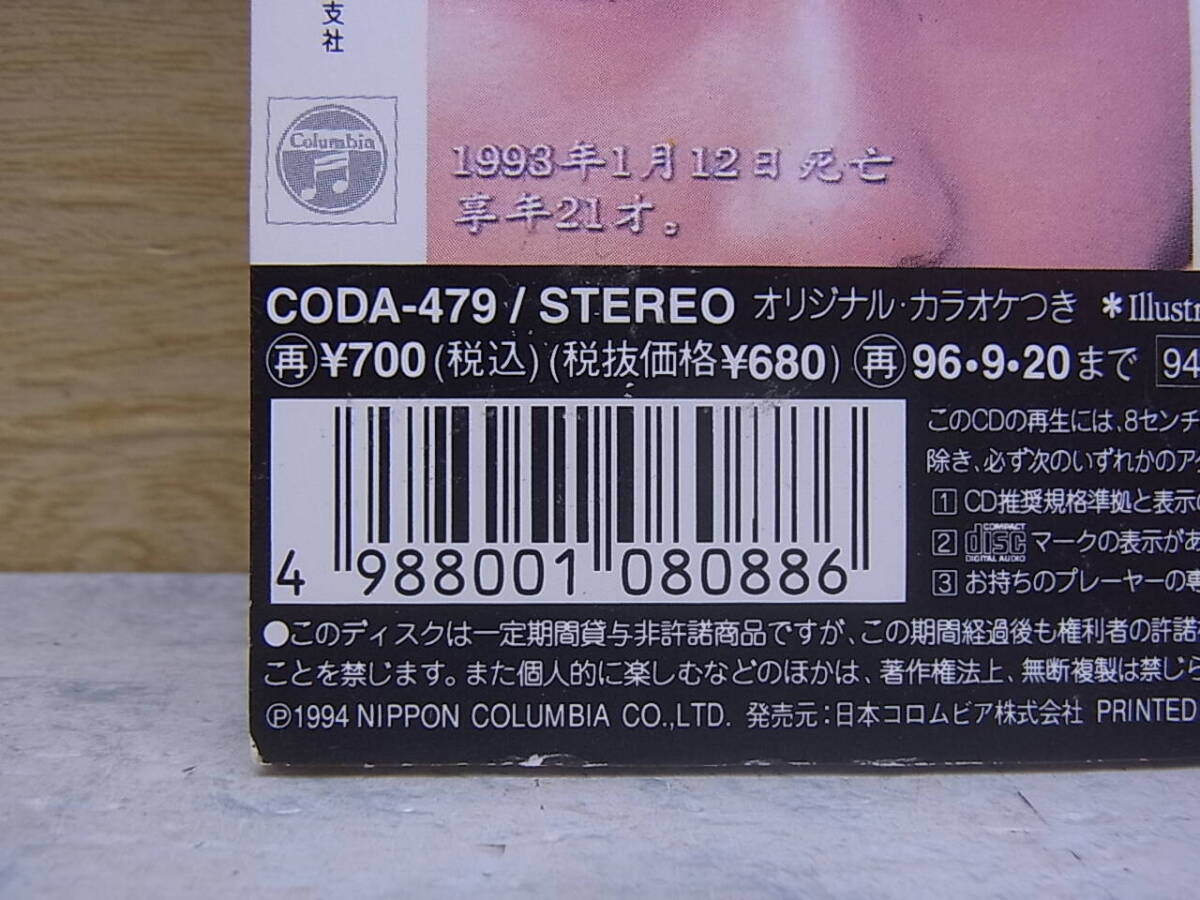 支社
Columbia
1993年1月12日 死亡
享年21才。
CODA-479 / STEREO オリジナル・カラオケつき *Illustr
再 ¥700 (税込) (税抜価格¥680) 再 96・9・20まで 94
このCDの再生には、8センチ
除き、必ず次のいずれかのア
1 CD推奨規格準拠と表示の
2 COMPACT disc DIGITAL AUDIO マークの表示があ
3 お持ちのプレーヤーの専
4 988001 080886
●このディスクは一定期間貸与非許諾商品ですが、この期間経過後も権利者の許諾
ことを禁じます。また個人的に楽しむなどのほかは、著作権法上、無断複製は禁じら
Ⓟ1994 NIPPON COLUMBIA CO.,LTD. 発売元:日本コロムビア株式会社 PRINTED